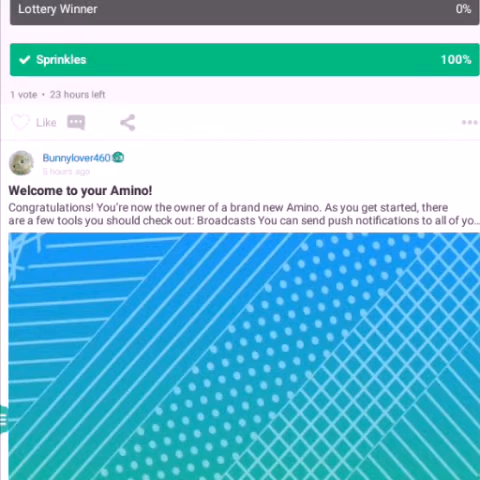 Lottery Winner 0%
Sprinkles 100%
1 vote • 23 hours left
Like
Bunnylover460
5 hours ago
Welcome to your Amino!
Congratulations! You're now the owner of a brand new Amino. As you get started, there
are a few tools you should check out: Broadcasts You can send push notifications to all of yo...